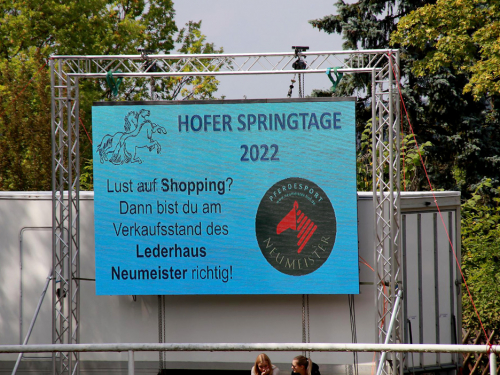 HOFER SPRINGTAGE
2022
Lust auf Shopping?
Dann bist du am
Verkaufsstand des
Lederhaus
Neumeister richtig!
PFERDESPORT
NEUMEISTER